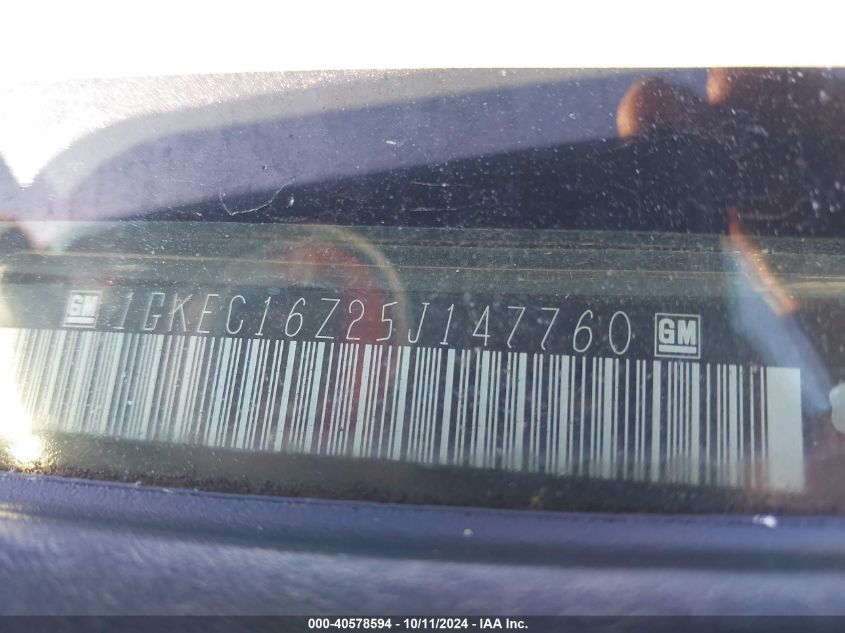 GM 1GKEC16Z25J147760 GM
000-40578594 - 10/11/2024 - IAA Inc.